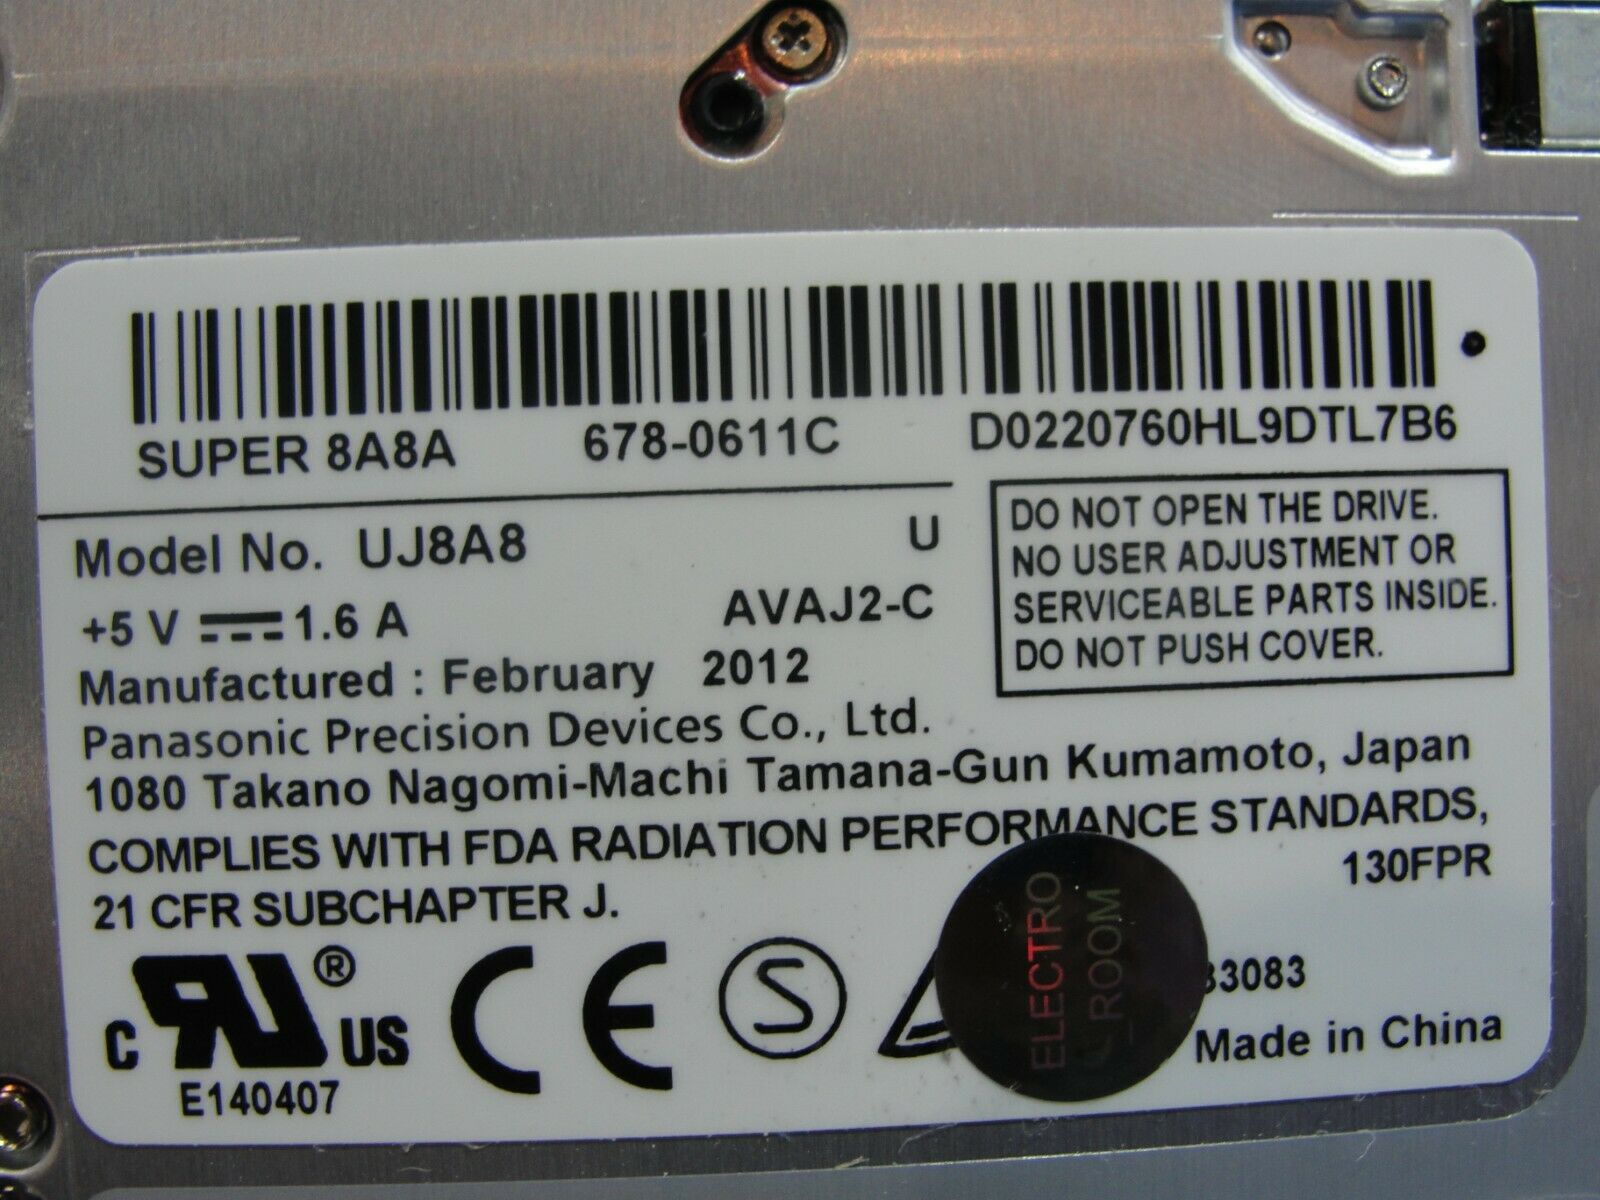 SUPER 8A8A 678-0611C D0220760HL9DTL7B6
Model No. UJ8A8 U
+5 V 1.6 A AVAJ2-C
Manufactured : February 2012
Panasonic Precision Devices Co., Ltd.
1080 Takano Nagomi-Machi Tamana-Gun Kumamoto, Japan
COMPLIES WITH FDA RADIATION PERFORMANCE STANDARDS,
21 CFR SUBCHAPTER J. 130FPR
DO NOT OPEN THE DRIVE.
NO USER ADJUSTMENT OR
SERVICEABLE PARTS INSIDE.
DO NOT PUSH COVER.
C UR ® US
E140407
CE
S
ELECTRO
_ROOM
Made in China